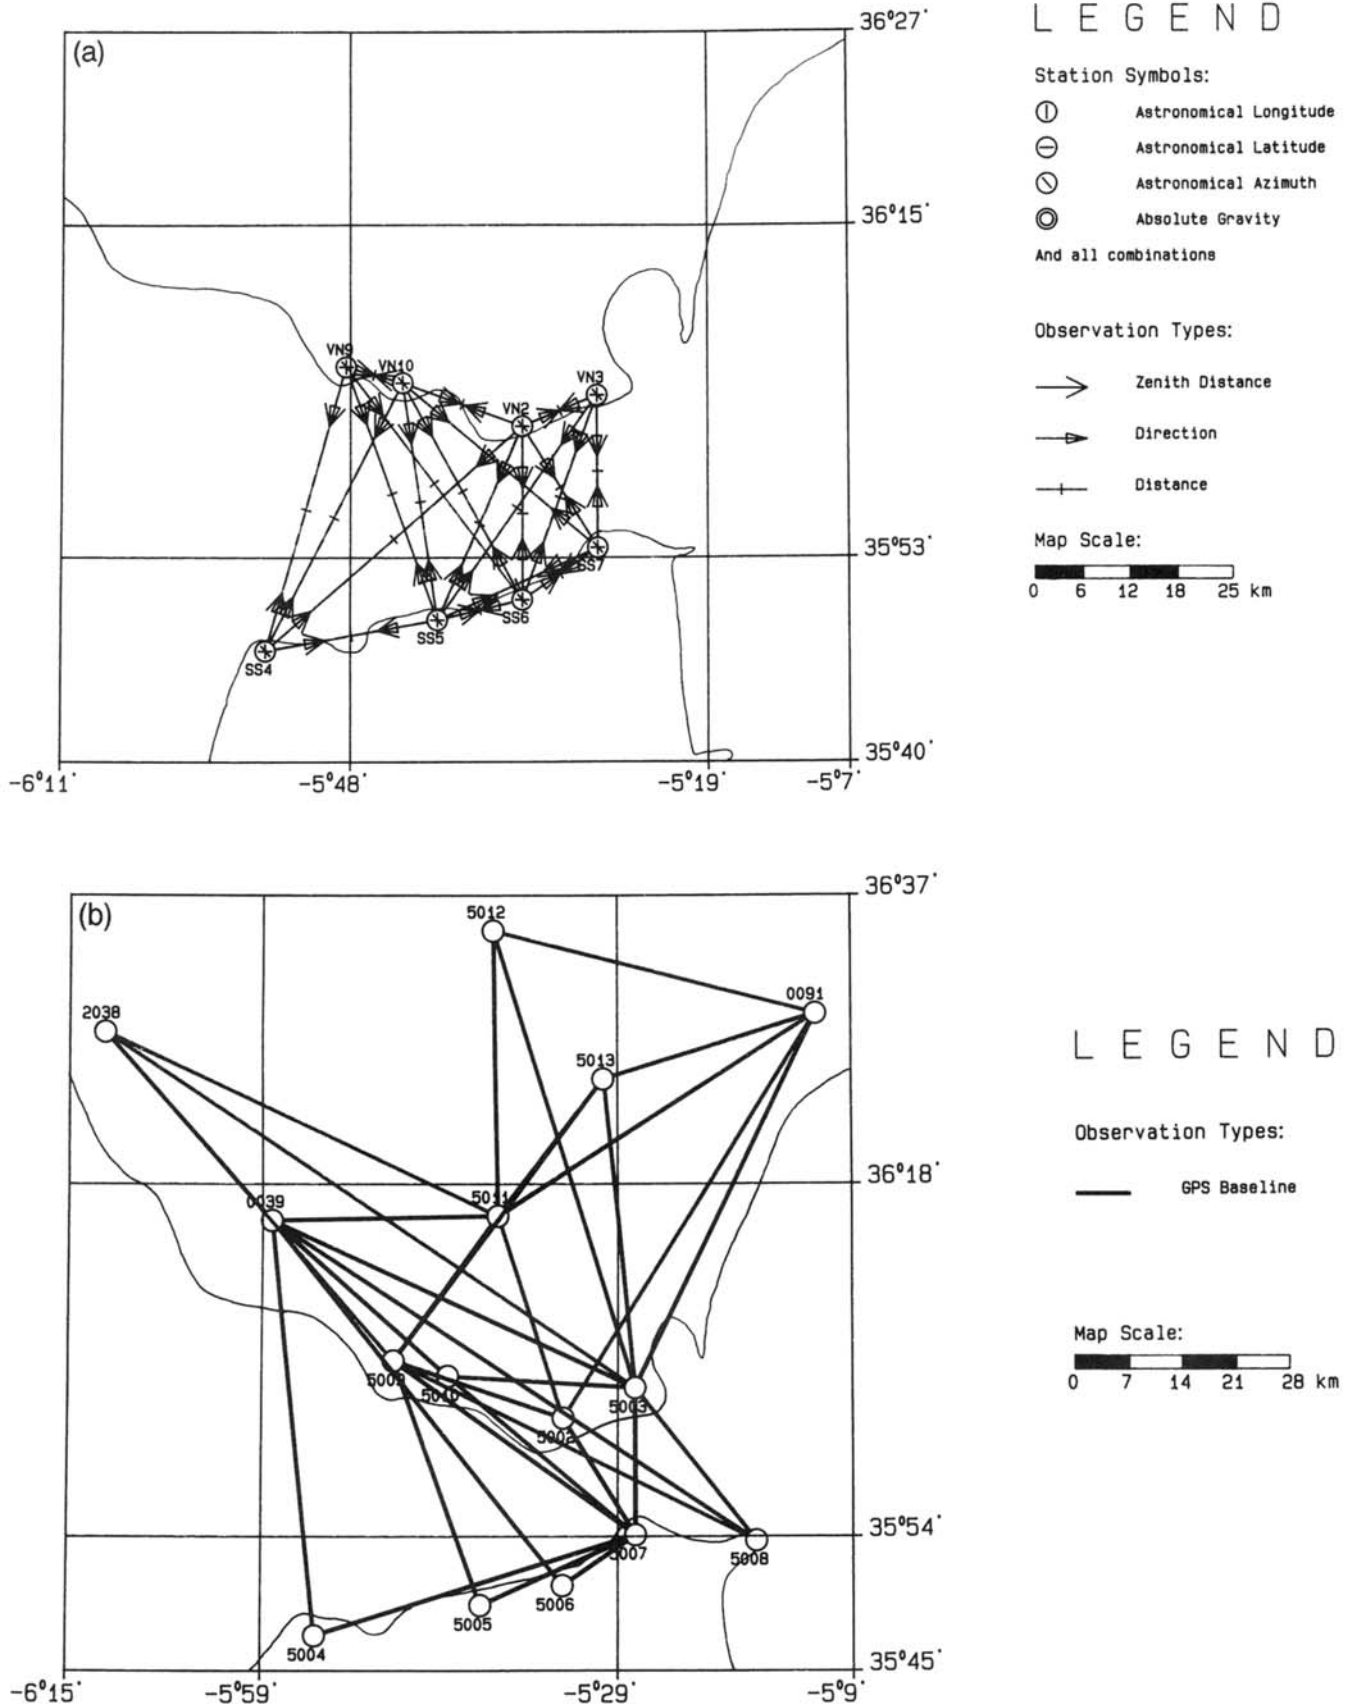 (a)
36°27'
36°15'
VN9
VN10
VN3
VN2
35°53'
SS7
SS6
SS5
SS4
35°40'
-6°11'
-5°48'
-5°19'
-5°7'
LEGEND
Station Symbols:
Astronomical Longitude
Astronomical Latitude
Astronomical Azimuth
Absolute Gravity
And all combinations
Observation Types:
Zenith Distance
Direction
Distance
Map Scale:
0 6 12 18 25 km
(b)
36°37'
5012
0091
2038
5013
36°18'
0039
5011
5009
5010
5003
5002
35°54'
5007
5008
5006
5005
5004
35°45'
-6°15'
-5°59'
-5°29'
-5°9'
LEGEND
Observation Types:
GPS Baseline
Map Scale:
0 7 14 21 28 km